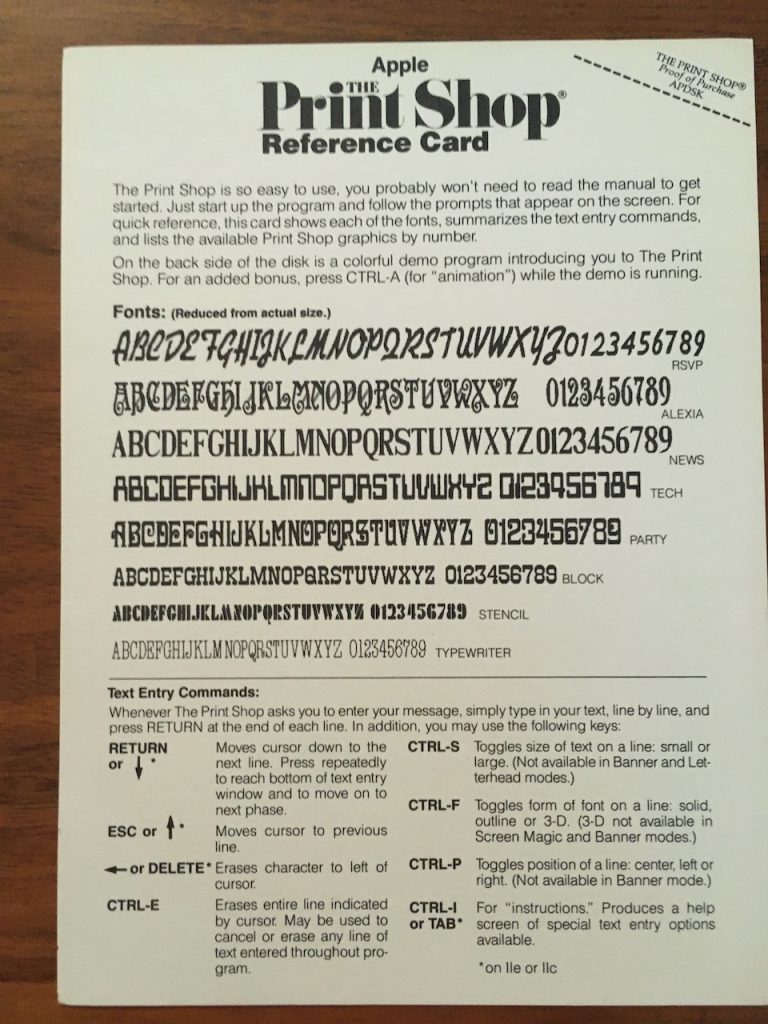 Apple
THE PRINT SHOP®
Proof of Purchase
APDSK
THE
Print Shop®
Reference Card
The Print Shop is so easy to use, you probably won't need to read the manual to get
started. Just start up the program and follow the prompts that appear on the screen. For
quick reference, this card shows each of the fonts, summarizes the text entry commands,
and lists the available Print Shop graphics by number.
On the back side of the disk is a colorful demo program introducing you to The Print
Shop. For an added bonus, press CTRL-A (for "animation") while the demo is running.
Fonts: (Reduced from actual size.)
ABCDEFGHIJKLMNOPQRSTUVWXYZ0123456789
RSVP
ABCDEFGHIJKLMNOPQRSTUVWXYZ 0123456789
ALEXIA
ABCDEFGHIJKLMNOPQRSTUVWXYZ0123456789
NEWS
ABCDEFGHIJKLMNOPQRSTUVWXYZ 0123456789 TECH
ABCDEFGHIJKLMNOPQRSTUVWXYZ 0123456789 PARTY
ABCDEFGHIJKLMNOPQRSTUVWXYZ 0123456789 BLOCK
ABCDEFGHIJKLMNOPQRSTUVWXYZ 0123456789 STENCIL
ABCDEFGHIJKLMNOPQRSTUVWXYZ 0123456789 TYPEWRITER
Text Entry Commands:
Whenever The Print Shop asks you to enter your message, simply type in your text, line by line, and
press RETURN at the end of each line. In addition, you may use the following keys:
RETURN
or ↓ *
Moves cursor down to the
next line. Press repeatedly
to reach bottom of text entry
window and to move on to
next phase.
ESC or ↑ *
Moves cursor to previous
line.
← or DELETE*
Erases character to left of
cursor.
CTRL-E
Erases entire line indicated
by cursor. May be used to
cancel or erase any line of
text entered throughout pro-
gram.
CTRL-S
Toggles size of text on a line: small or
large. (Not available in Banner and Let-
terhead modes.)
CTRL-F
Toggles form of font on a line: solid,
outline or 3-D. (3-D not available in
Screen Magic and Banner modes.)
CTRL-P
Toggles position of a line: center, left or
right. (Not available in Banner mode.)
CTRL-I
or TAB*
For "instructions." Produces a help
screen of special text entry options
available.
*on IIe or IIc